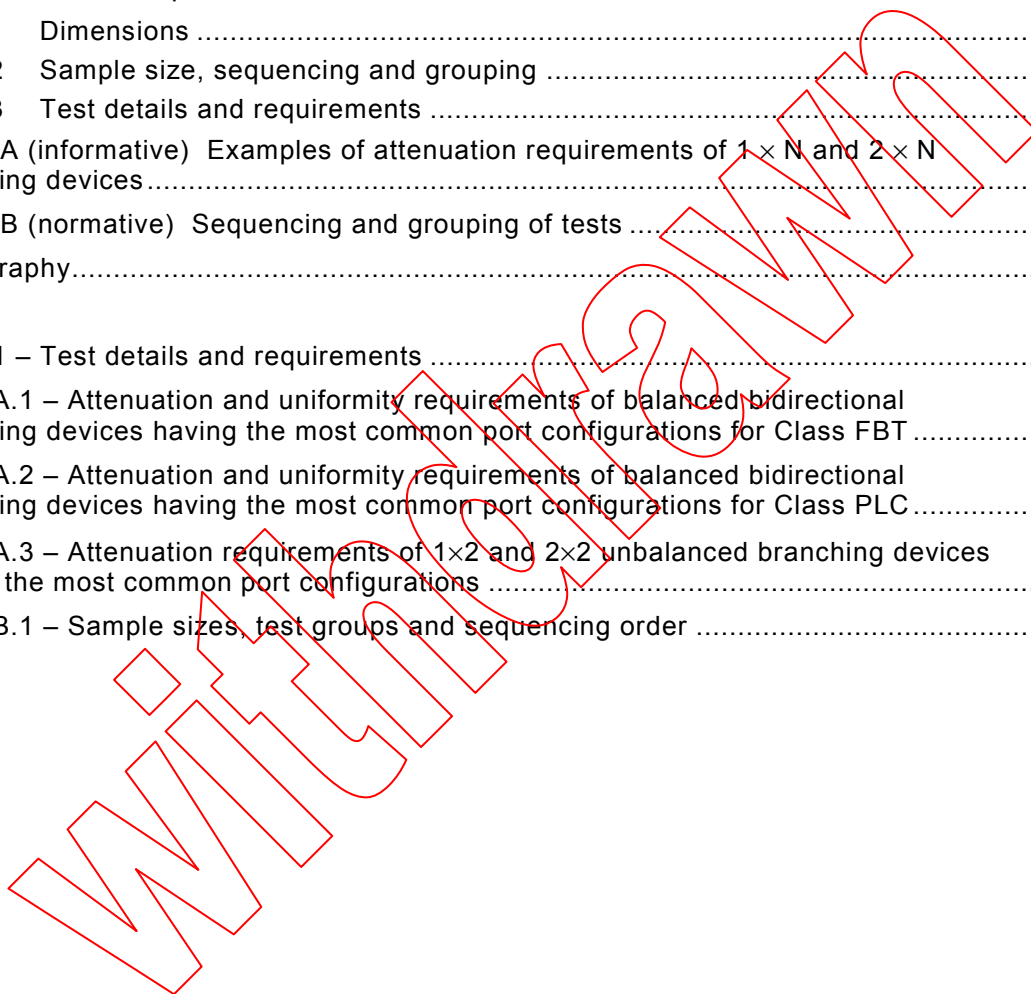 Dimensions ................................................................................
2 Sample size, sequencing and grouping ................................................
3 Test details and requirements ................................................
A (informative) Examples of attenuation requirements of 1 × N and 2 × N
ing devices ................................................................................
B (normative) Sequencing and grouping of tests ................................................
raphy................................................................................
1 – Test details and requirements ................................................
A.1 – Attenuation and uniformity requirements of balanced bidirectional
ing devices having the most common port configurations for Class FBT ..............
A.2 – Attenuation and uniformity requirements of balanced bidirectional
ing devices having the most common port configurations for Class PLC ..............
A.3 – Attenuation requirements of 1×2 and 2×2 unbalanced branching devices
the most common port configurations ................................................
B.1 – Sample sizes, test groups and sequencing order ........................................
withdrawn